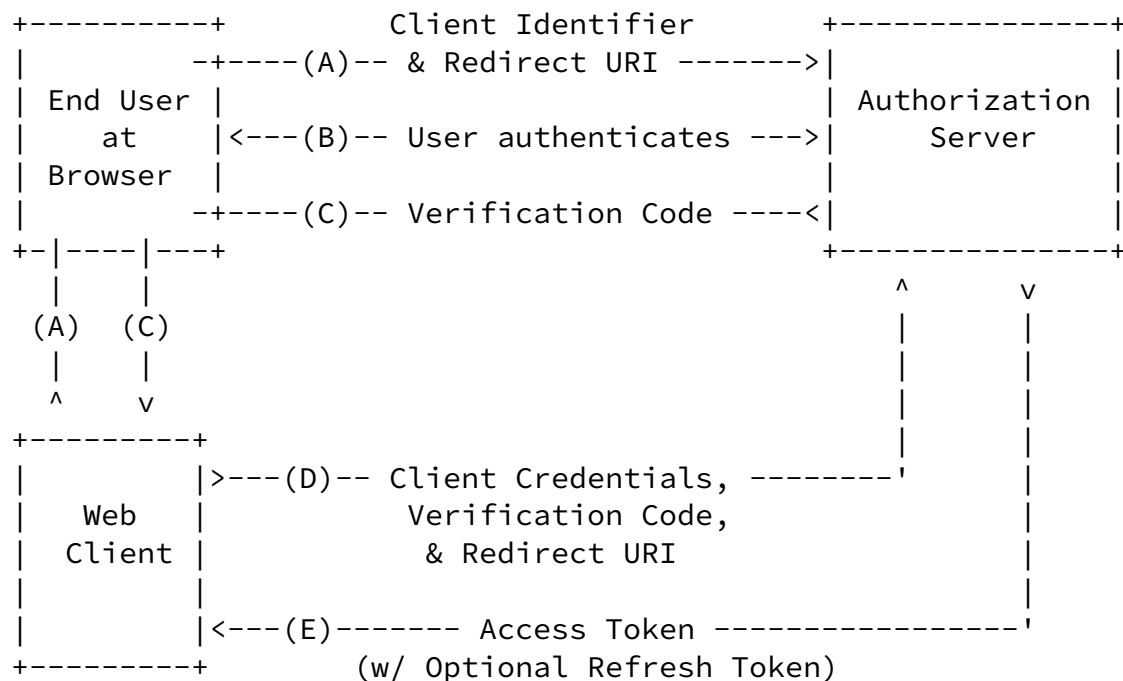 +----------+          Client Identifier       +---------------+
|         -+----(A)-- & Redirect URI ------->|               |
| End User |                                  | Authorization |
|    at    |<---(B)-- User authenticates --->|     Server    |
| Browser  |                                  |               |
|         -+----(C)-- Verification Code ----<|               |
+-|----|---+                                  +---------------+
  |    |                                          ^      v
 (A)  (C)                                         |      |
  |    |                                          |      |
  ^    v                                          |      |
+---------+                                       |      |
|         |>---(D)-- Client Credentials, --------'      |
|   Web   |           Verification Code,                |
|  Client |            & Redirect URI                   |
|         |                                             |
|         |<---(E)------- Access Token -----------------'
+---------+        (w/ Optional Refresh Token)